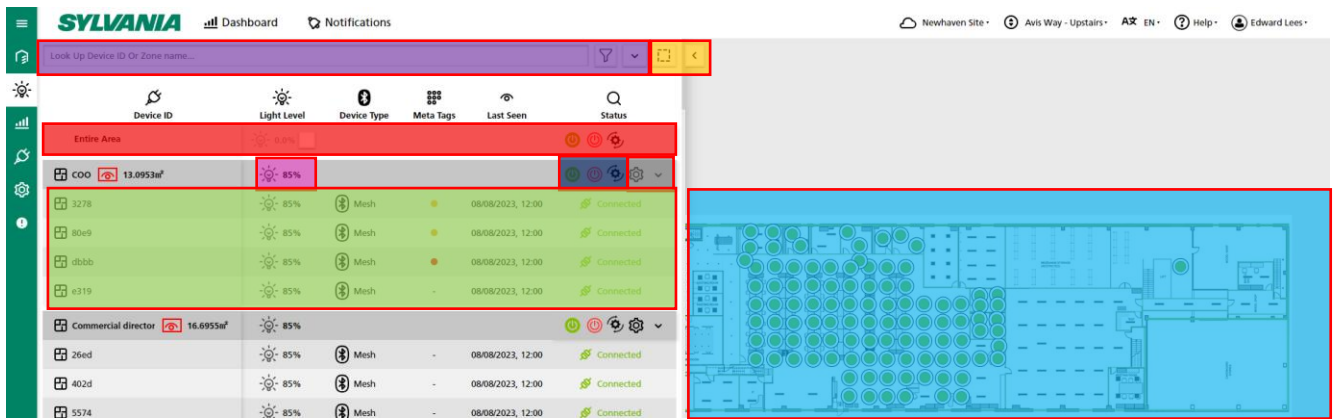 SYLVANIA Dashboard Notifications Newhaven Site Avis Way - Upstairs A文 EN Help Edward Lees
Look Up Device ID Or Zone name...
Device ID Light Level Device Type Meta Tags Last Seen Status
Entire Area 0.0%
COO 13.0953m² 85%
3278 85% Mesh 08/08/2023, 12:00 Connected
80e9 85% Mesh 08/08/2023, 12:00 Connected
dbbb 85% Mesh 08/08/2023, 12:00 Connected
e319 85% Mesh - 08/08/2023, 12:00 Connected
Commercial director 16.6955m² 85%
26ed 85% Mesh - 08/08/2023, 12:00 Connected
402d 85% Mesh - 08/08/2023, 12:00 Connected
5574 85% Mesh - 08/08/2023, 12:00 Connected